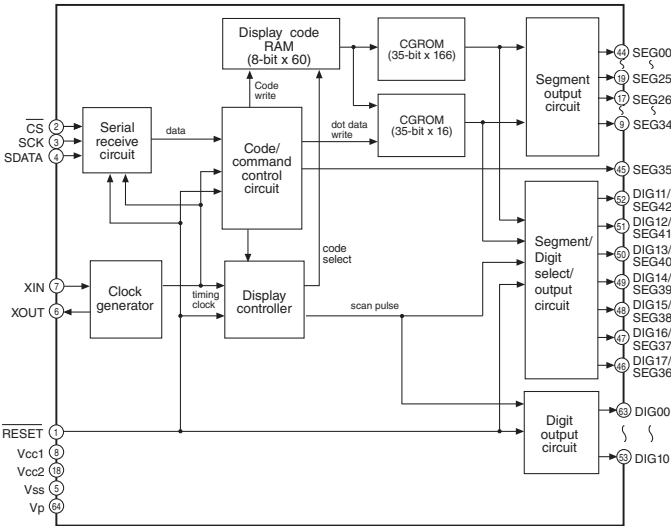 Display code
RAM
(8-bit x 60)
CGROM
(35-bit x 166)
Segment
output
circuit
44 SEG00
19 SEG25
17 SEG26
9 SEG34
Code
write
CS 2
SCK 3
SDATA 4
Serial
receive
circuit
data
Code/
command
control
circuit
dot data
write
CGROM
(35-bit x 16)
45 SEG35
52 DIG11/
SEG42
51 DIG12/
SEG41
50 DIG13/
SEG40
49 DIG14/
SEG39
48 DIG15/
SEG38
47 DIG16/
SEG37
46 DIG17/
SEG36
Segment/
Digit
select/
output
circuit
code
select
XIN 7
XOUT 6
Clock
generator
timing
clock
Display
controller
scan pulse
RESET 1
Vcc1 8
Vcc2 18
Vss 5
Vp 64
Digit
output
circuit
63 DIG00
53 DIG10